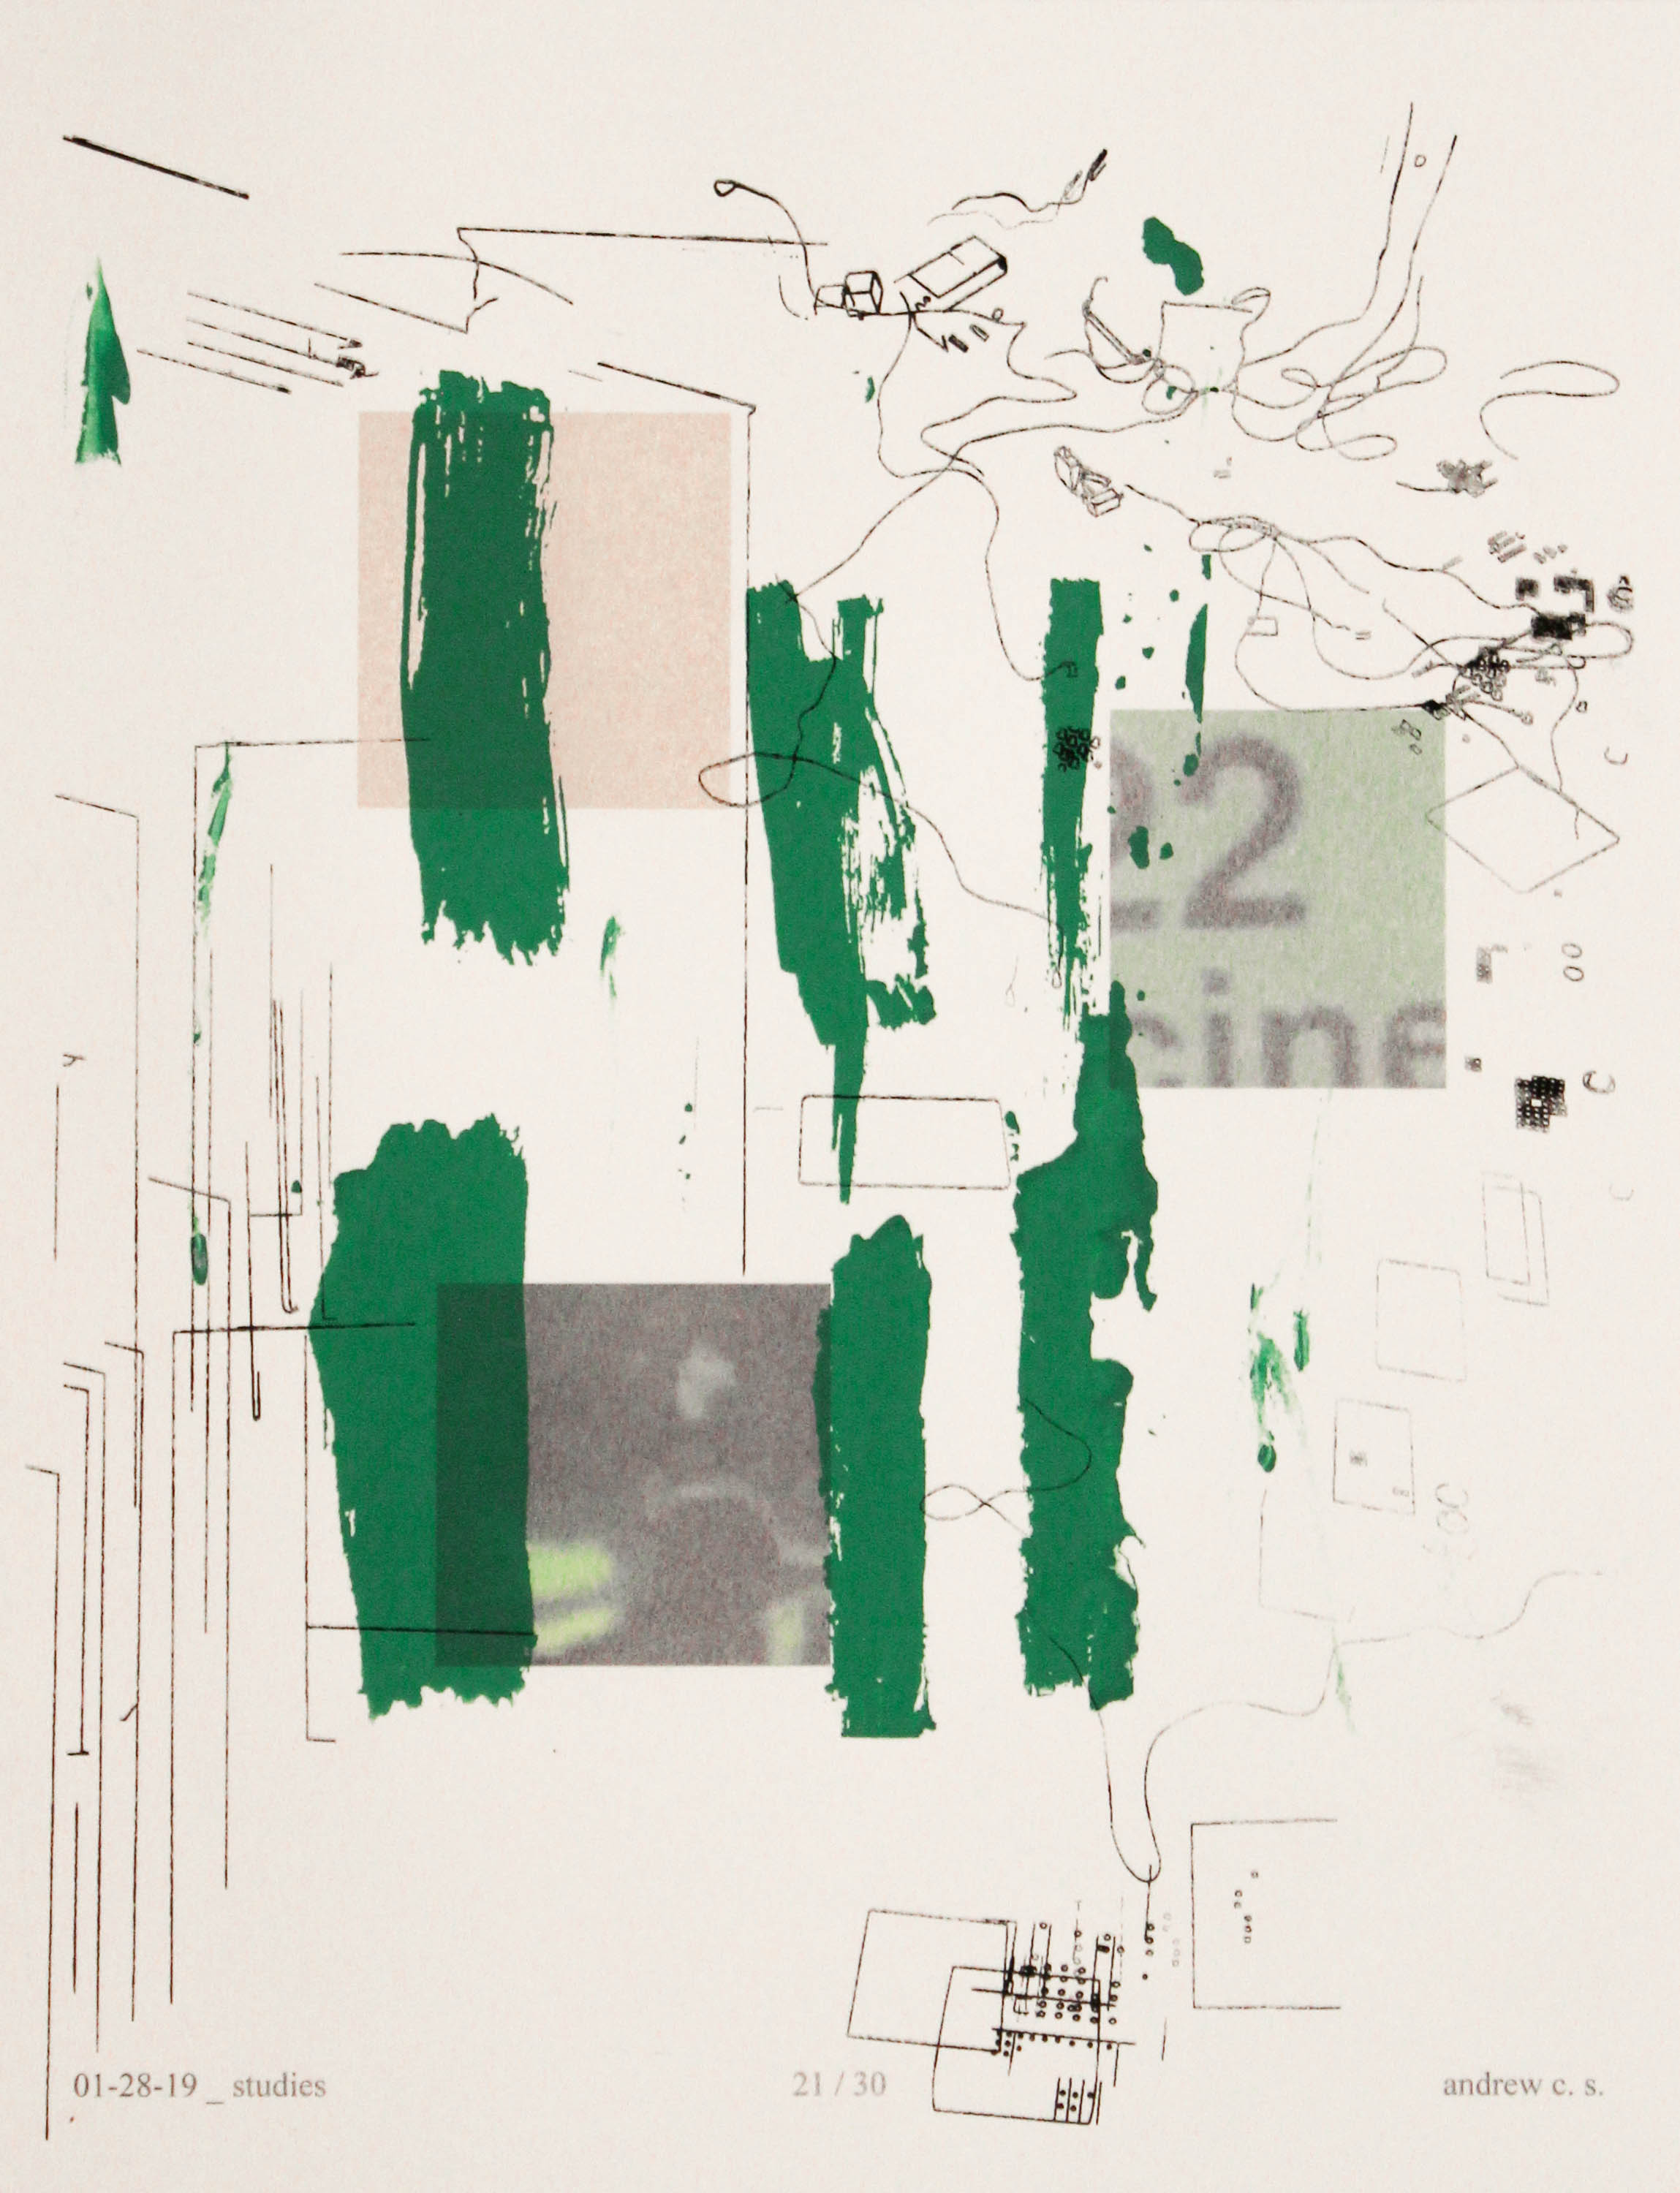 22
cine
01-28-19 _ studies
21 / 30
andrew c. s.